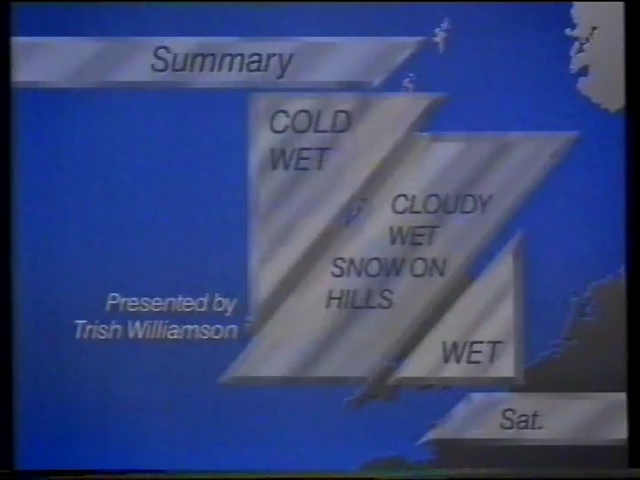 Summary
COLD
WET
CLOUDY
WET
SNOW ON
HILLS
Presented by
Trish Williamson
WET
Sat.